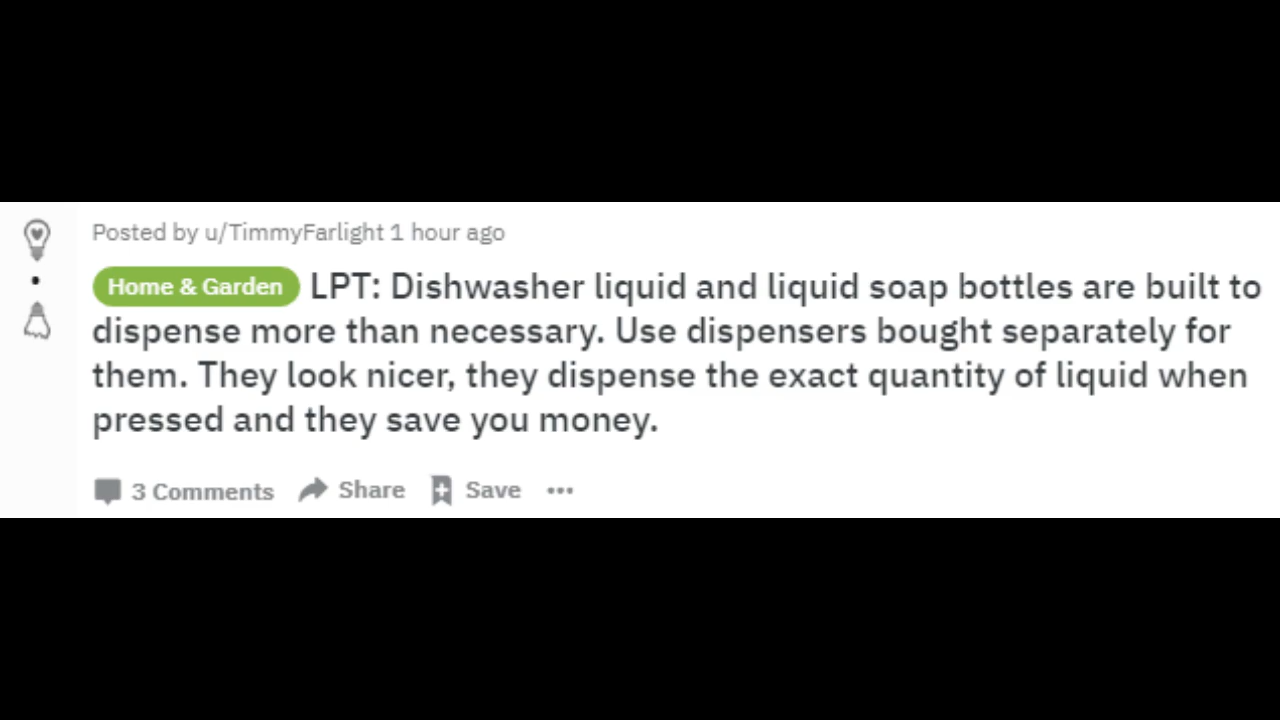 Posted by u/TimmyFarlight 1 hour ago
Home & Garden LPT: Dishwasher liquid and liquid soap bottles are built to
dispense more than necessary. Use dispensers bought separately for
them. They look nicer, they dispense the exact quantity of liquid when
pressed and they save you money.
3 Comments Share Save